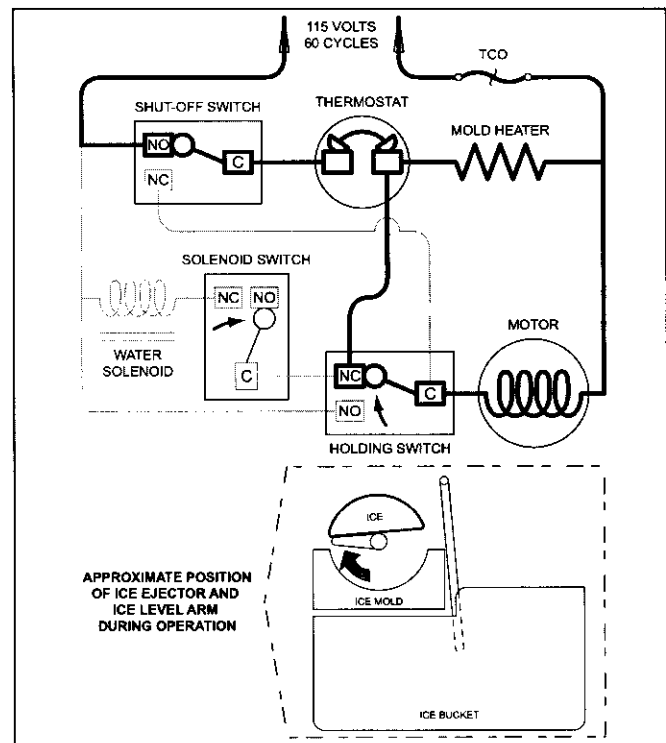 115 VOLTS
60 CYCLES
TCO
SHUT-OFF SWITCH
THERMOSTAT
MOLD HEATER
NO
C
NC
SOLENOID SWITCH
NC NO
MOTOR
WATER
SOLENOID
C
NC
C
NO
HOLDING SWITCH
ICE
APPROXIMATE POSITION
OF ICE EJECTOR AND
ICE LEVEL ARM
DURING OPERATION
ICE MOLD
ICE BUCKET